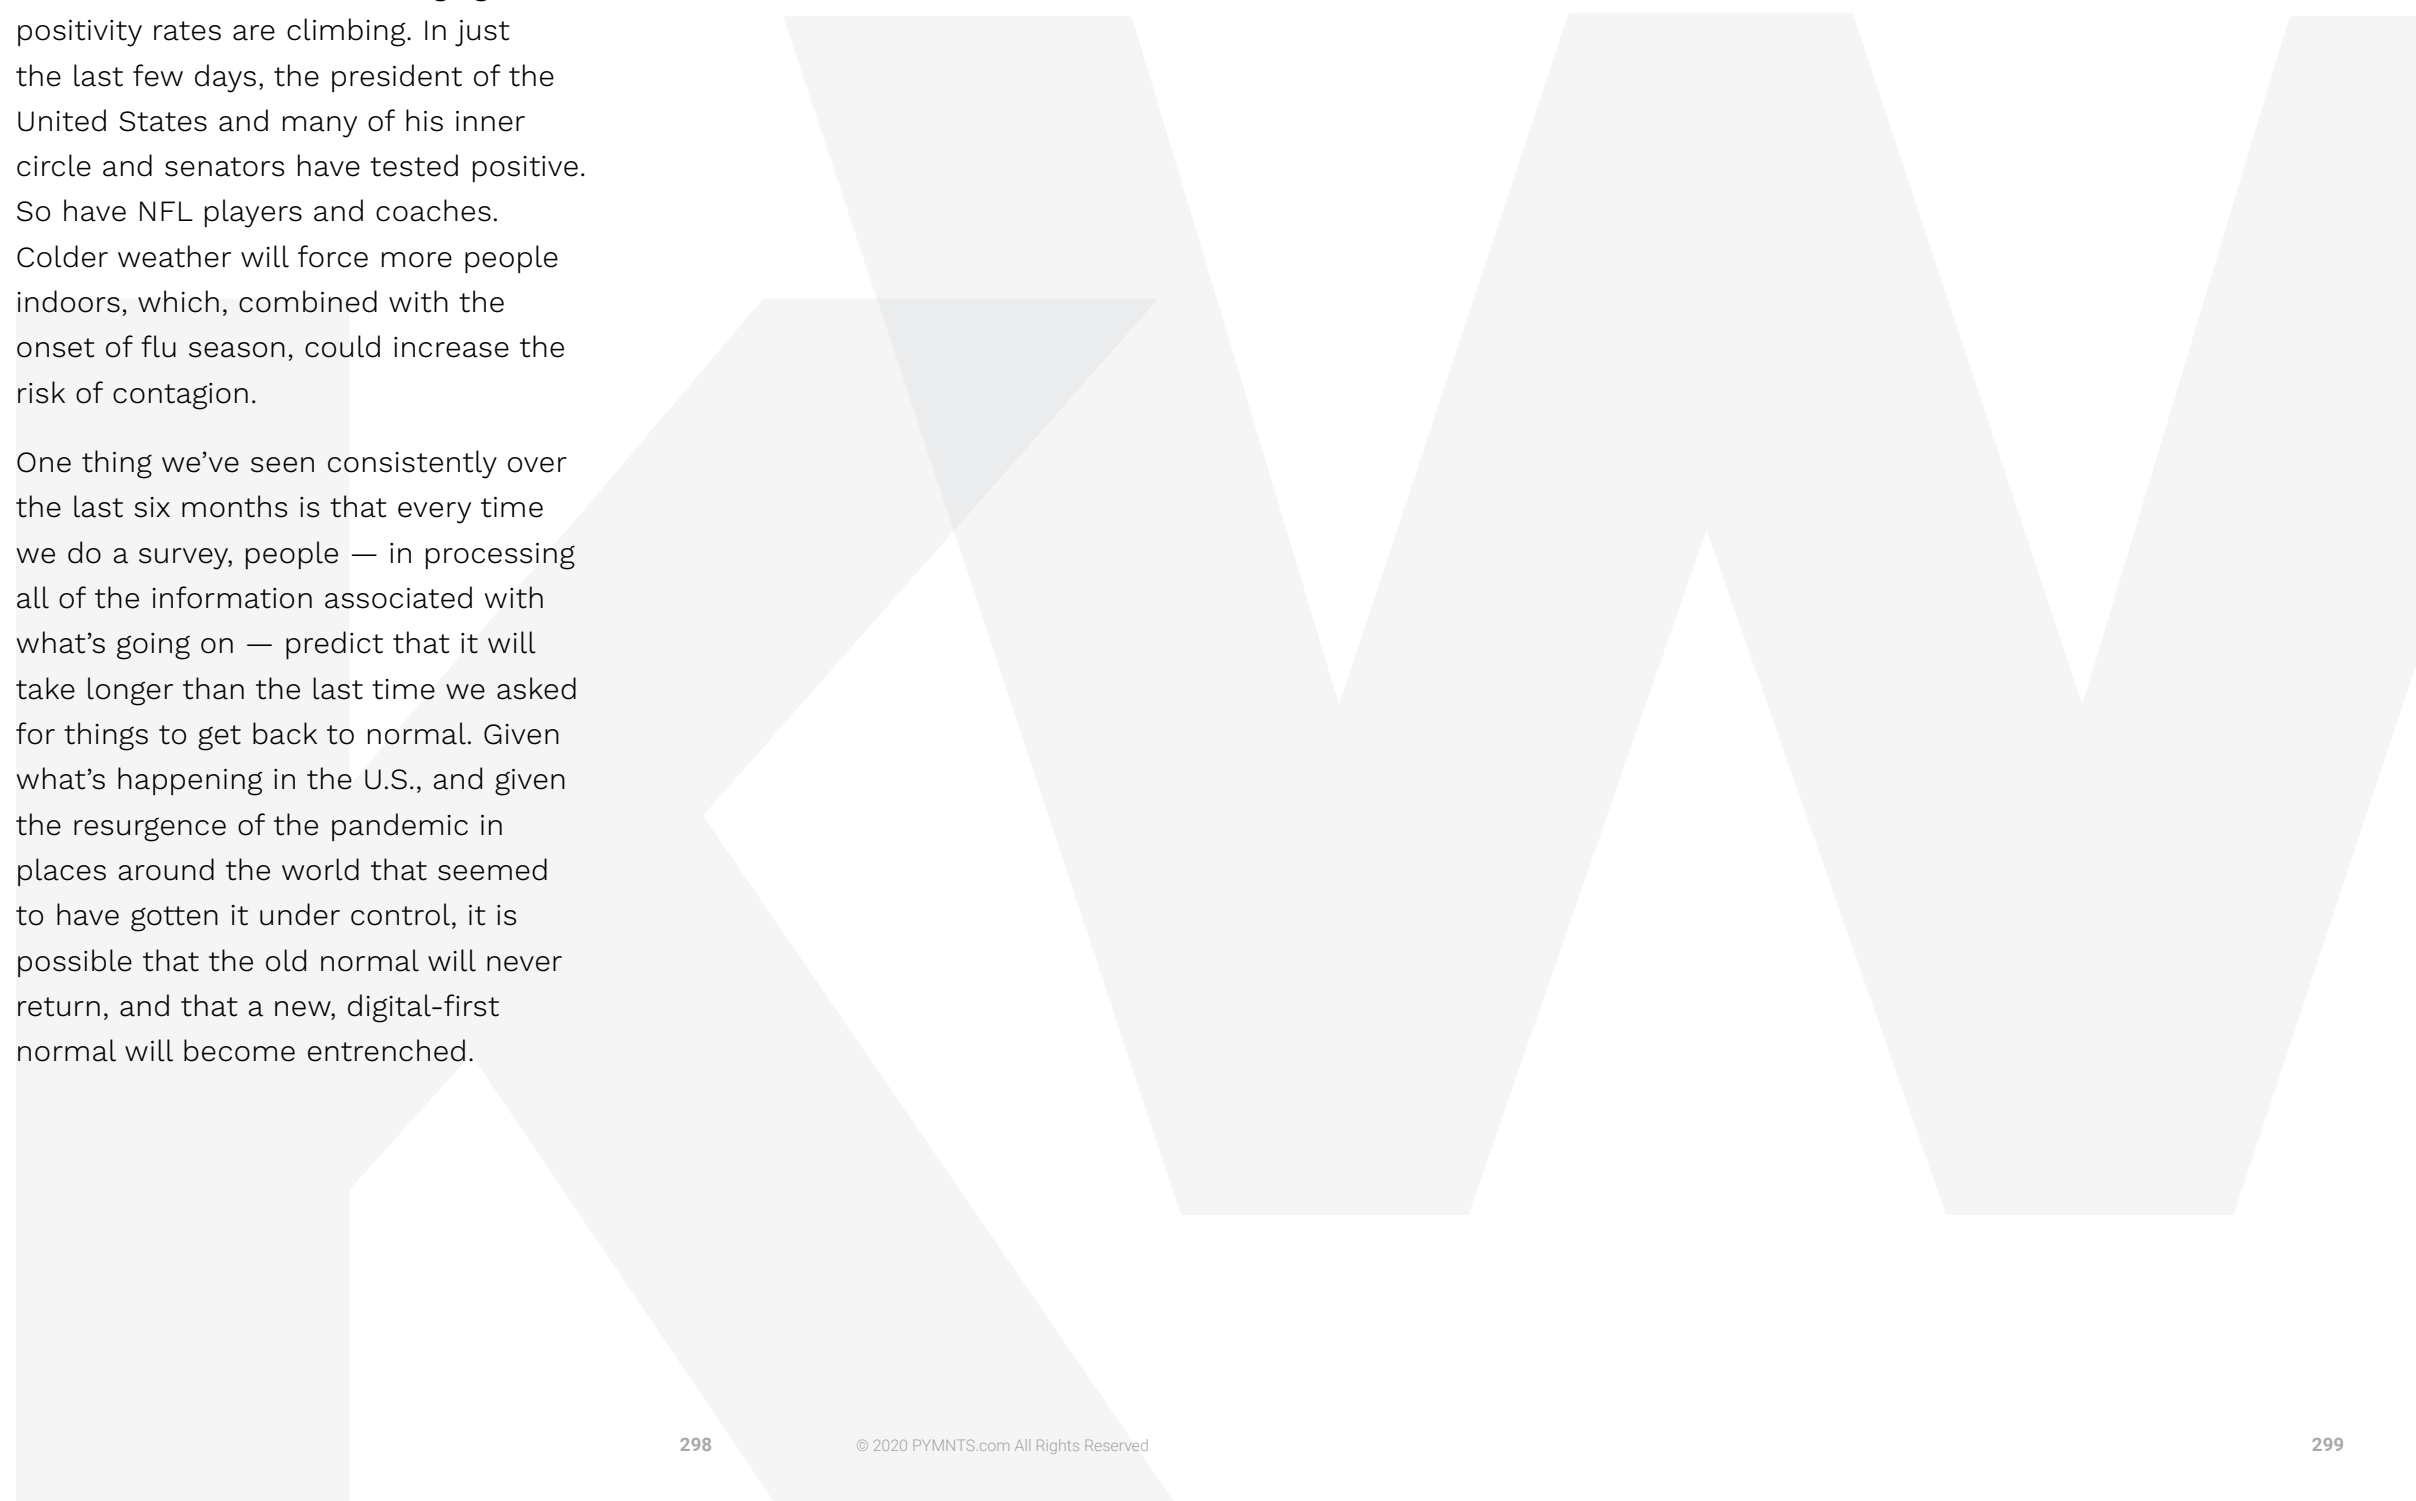 positivity rates are climbing. In just
the last few days, the president of the
United States and many of his inner
circle and senators have tested positive.
So have NFL players and coaches.
Colder weather will force more people
indoors, which, combined with the
onset of flu season, could increase the
risk of contagion.
One thing we’ve seen consistently over
the last six months is that every time
we do a survey, people — in processing
all of the information associated with
what’s going on — predict that it will
take longer than the last time we asked
for things to get back to normal. Given
what’s happening in the U.S., and given
the resurgence of the pandemic in
places around the world that seemed
to have gotten it under control, it is
possible that the old normal will never
return, and that a new, digital-first
normal will become entrenched.
KW
298
© 2020 PYMNTS.com All Rights Reserved
299